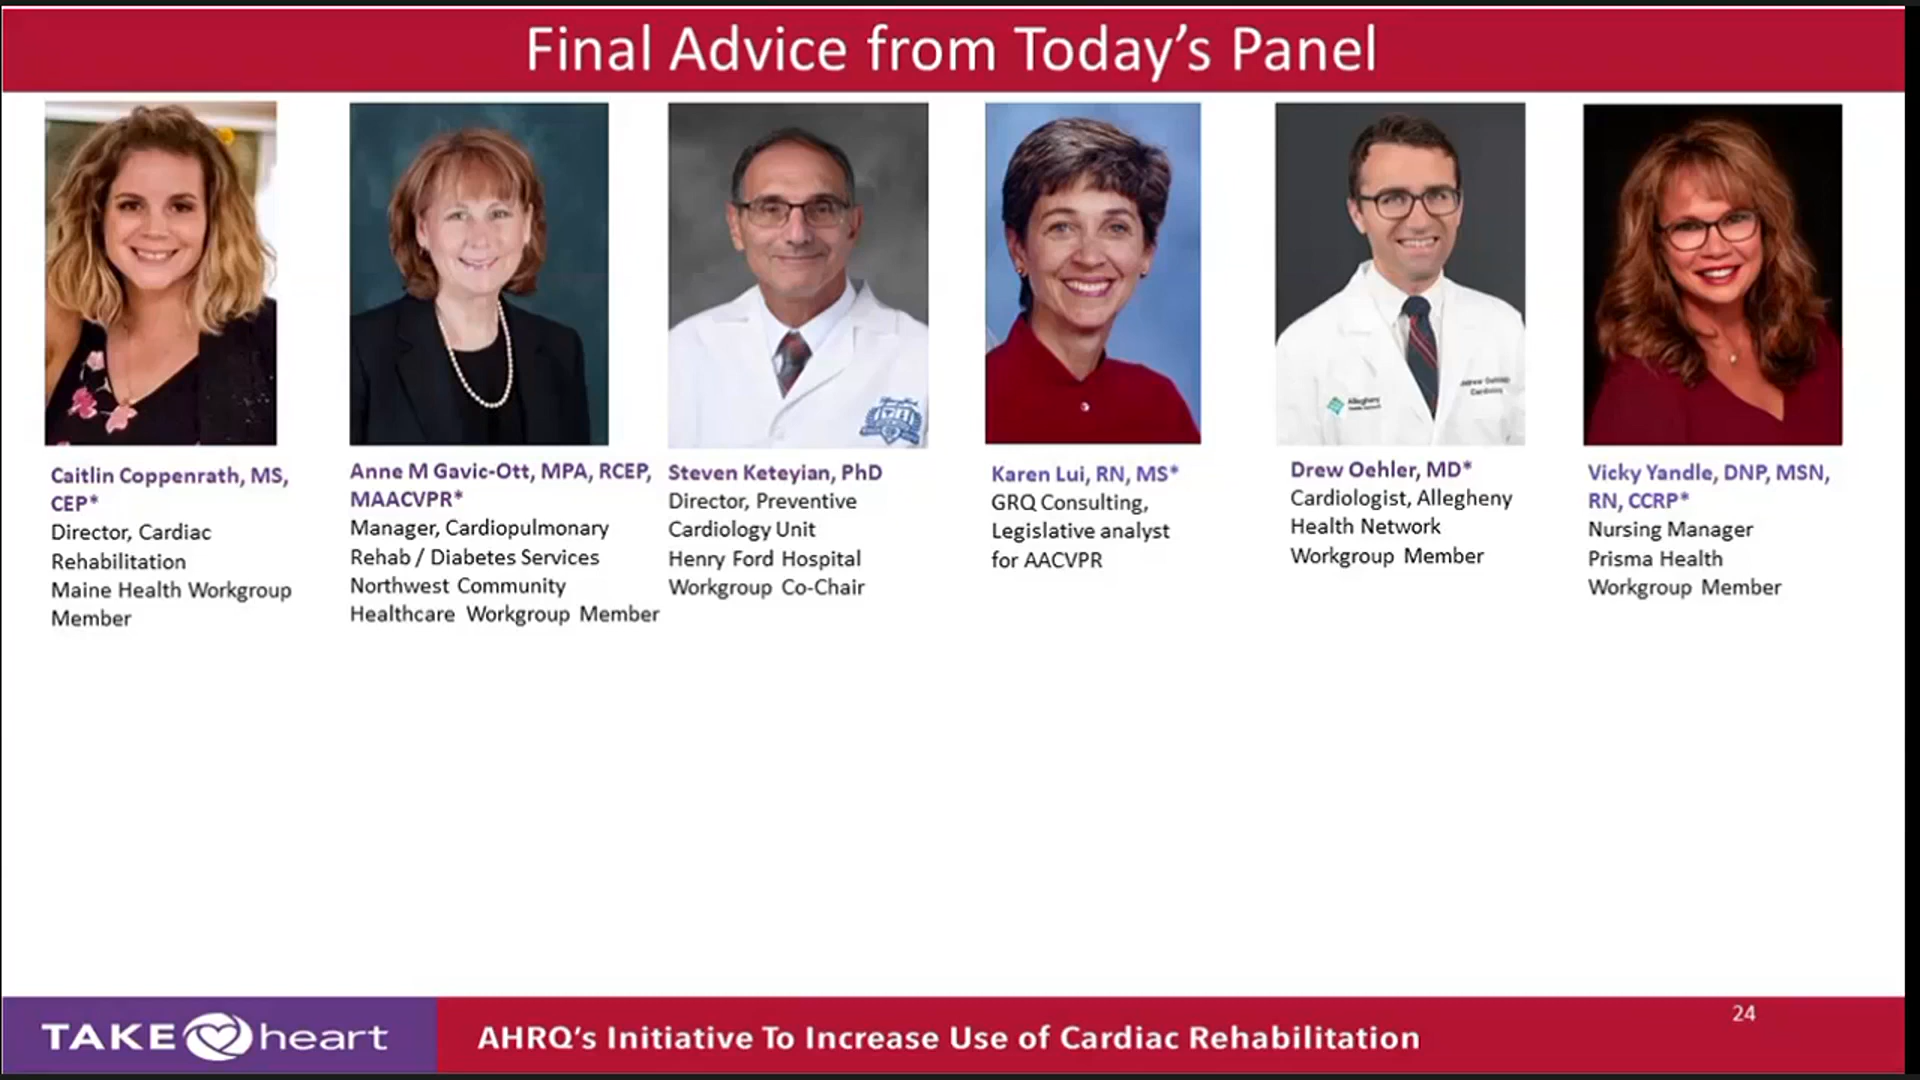 Final Advice from Today's Panel
Caitlin Coppenrath, MS,
CEP*
Director, Cardiac
Rehabilitation
Maine Health Workgroup
Member
Anne M Gavic-Ott, MPA, RCEP,
MAACVPR*
Manager, Cardiopulmonary
Rehab / Diabetes Services
Northwest Community
Healthcare Workgroup Member
Steven Keteyian, PhD
Director, Preventive
Cardiology Unit
Henry Ford Hospital
Workgroup Co-Chair
Karen Lui, RN, MS*
GRQ Consulting,
Legislative analyst
for AACVPR
Allegheny
Cardiology
Drew Oehler, MD*
Cardiologist, Allegheny
Health Network
Workgroup Member
Vicky Yandle, DNP, MSN,
RN, CCRP*
Nursing Manager
Prisma Health
Workgroup Member
TAKE heart
AHRQ's Initiative To Increase Use of Cardiac Rehabilitation
24